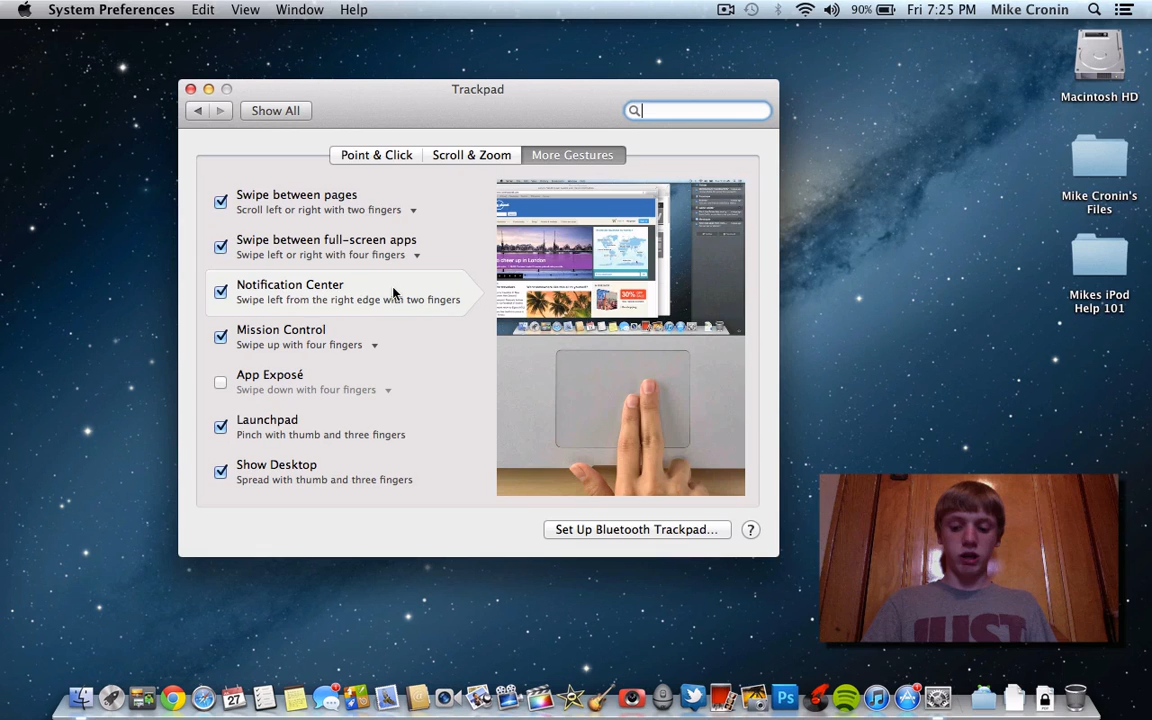 System Preferences Edit View Window Help
90% Fri 7:25 PM Mike Cronin
Trackpad
Show All
Point & Click Scroll & Zoom More Gestures
Swipe between pages
Scroll left or right with two fingers
Swipe between full-screen apps
Swipe left or right with four fingers
Notification Center
Swipe left from the right edge with two fingers
Mission Control
Swipe up with four fingers
App Exposé
Swipe down with four fingers
Launchpad
Pinch with thumb and three fingers
Show Desktop
Spread with thumb and three fingers
Set Up Bluetooth Trackpad... ?
Macintosh HD
Mike Cronin's
Files
Mikes iPod
Help 101
JUST
27
Ps